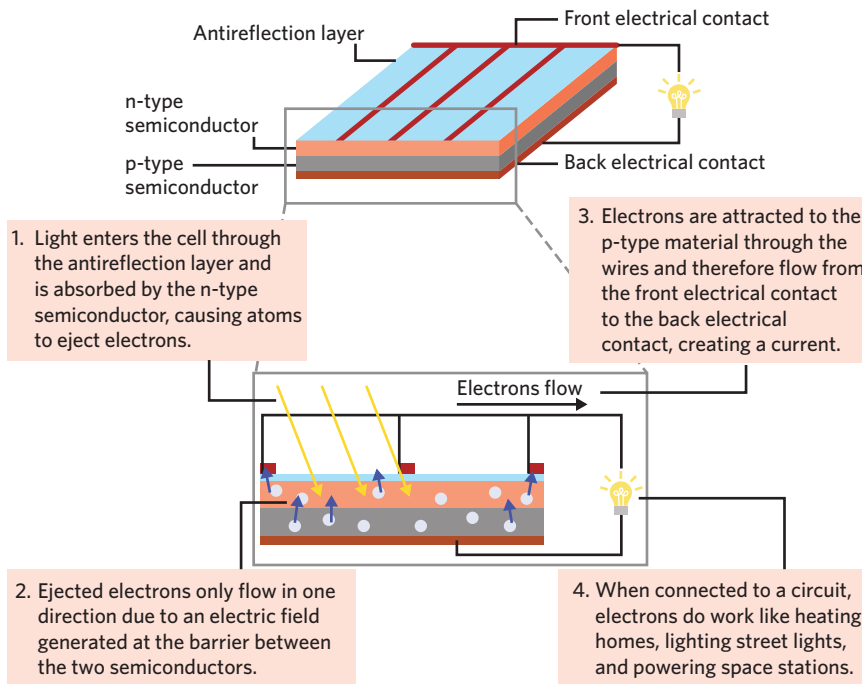 Front electrical contact
Antireflection layer
n-type
semiconductor
p-type
semiconductor
Back electrical contact
1. Light enters the cell through
the antireflection layer and
is absorbed by the n-type
semiconductor, causing atoms
to eject electrons.
3. Electrons are attracted to the
p-type material through the
wires and therefore flow from
the front electrical contact
to the back electrical
contact, creating a current.
Electrons flow
2. Ejected electrons only flow in one
direction due to an electric field
generated at the barrier between
the two semiconductors.
4. When connected to a circuit,
electrons do work like heating
homes, lighting street lights,
and powering space stations.